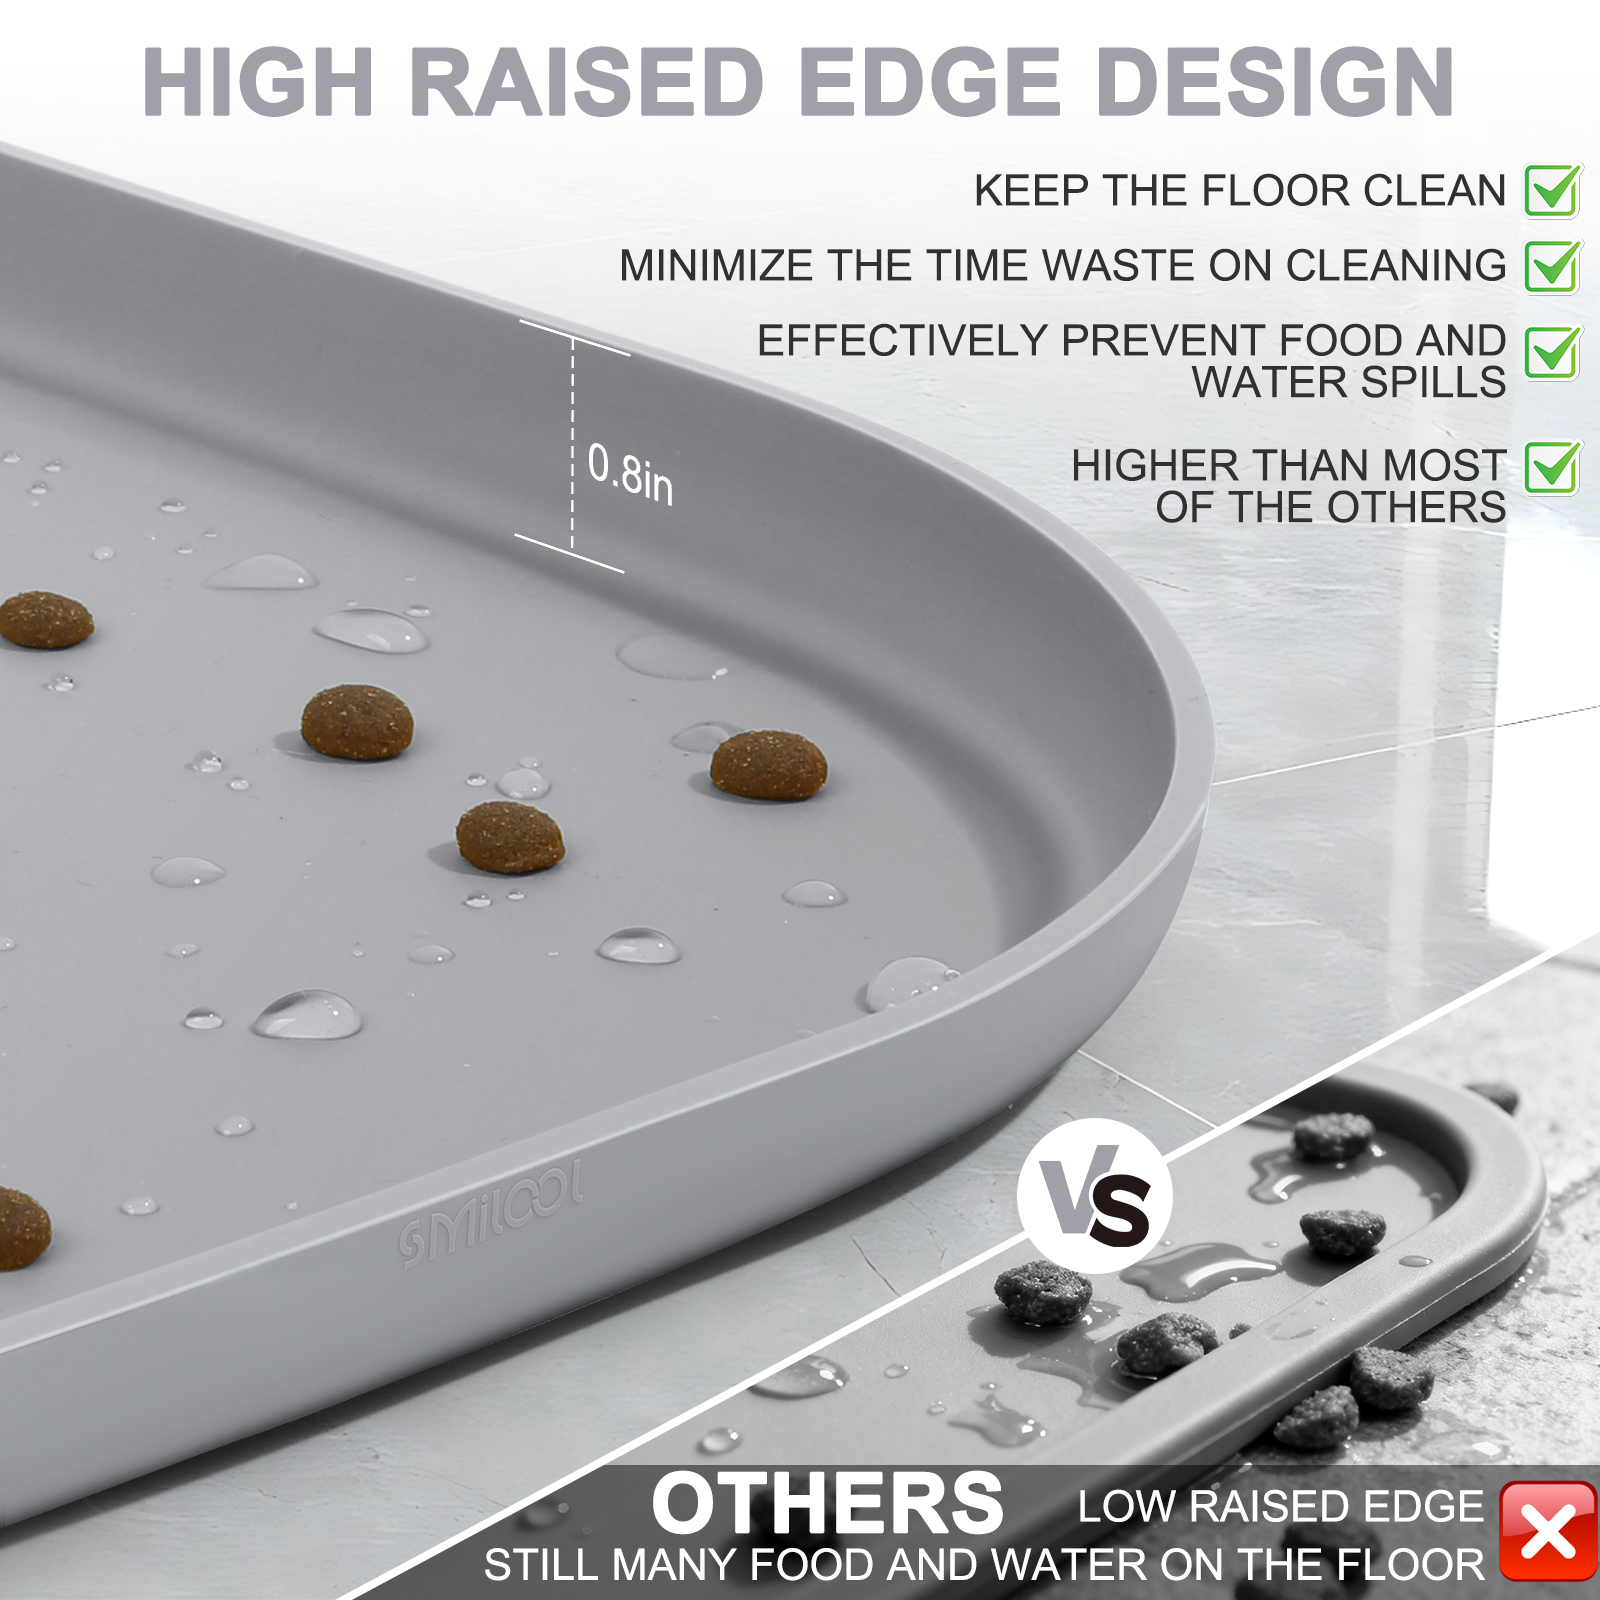 HIGH RAISED EDGE DESIGN
KEEP THE FLOOR CLEAN
MINIMIZE THE TIME WASTE ON CLEANING
EFFECTIVELY PREVENT FOOD AND
WATER SPILLS
HIGHER THAN MOST
OF THE OTHERS
0.8in
sMilool
VS
OTHERS
LOW RAISED EDGE
STILL MANY FOOD AND WATER ON THE FLOOR